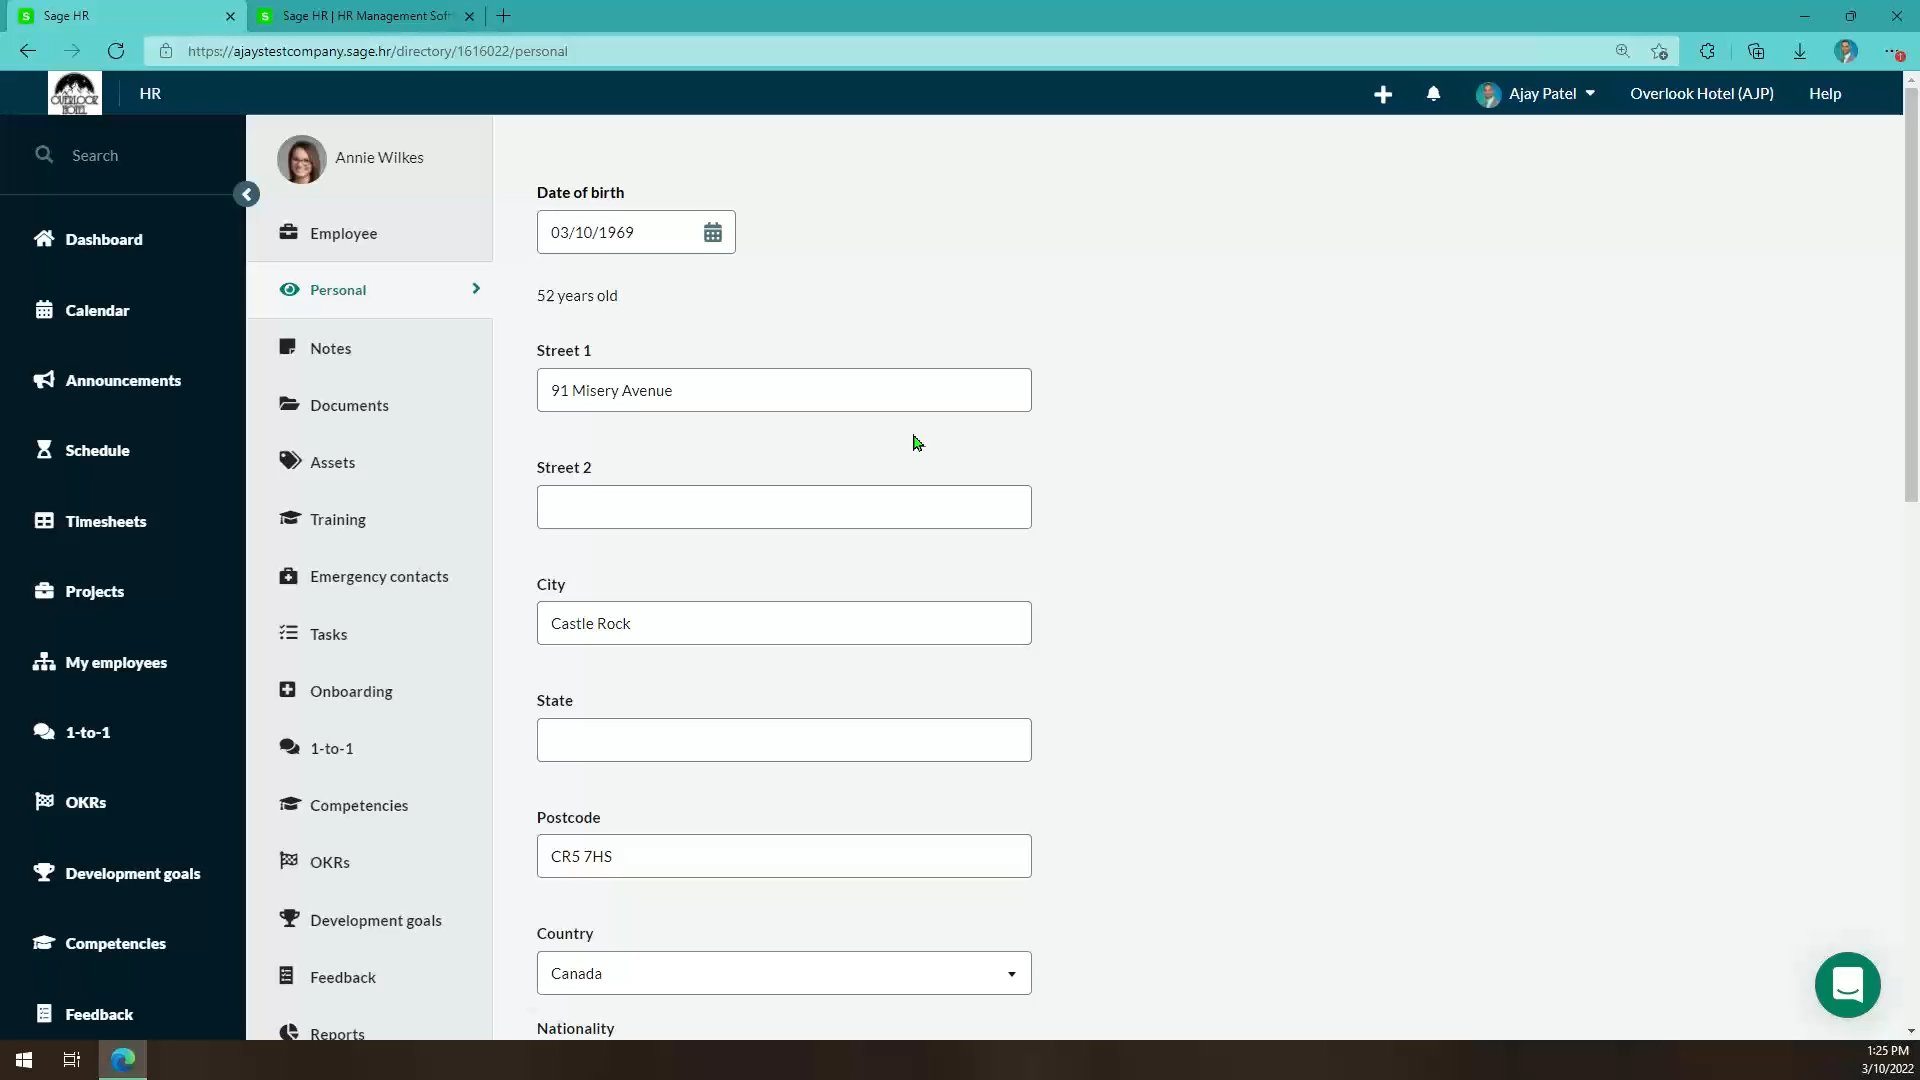 Sage HR
Sage HR | HR Management Soft
https://ajaystestcompany.sage.hr/directory/1616022/personal
1
OVERLOOK
HOTEL
HR
Ajay Patel
Overlook Hotel (AJP)
Help
Search
Dashboard
Calendar
Announcements
Schedule
Timesheets
Projects
My employees
1-to-1
OKRs
Development goals
Competencies
Feedback
Annie Wilkes
Employee
Personal
Notes
Documents
Assets
Training
Emergency contacts
Tasks
Onboarding
1-to-1
Competencies
OKRs
Development goals
Feedback
Reports
Date of birth
03/10/1969
52 years old
Street 1
91 Misery Avenue
Street 2
City
Castle Rock
State
Postcode
CR5 7HS
Country
Canada
Nationality
1:25 PM
3/10/2022